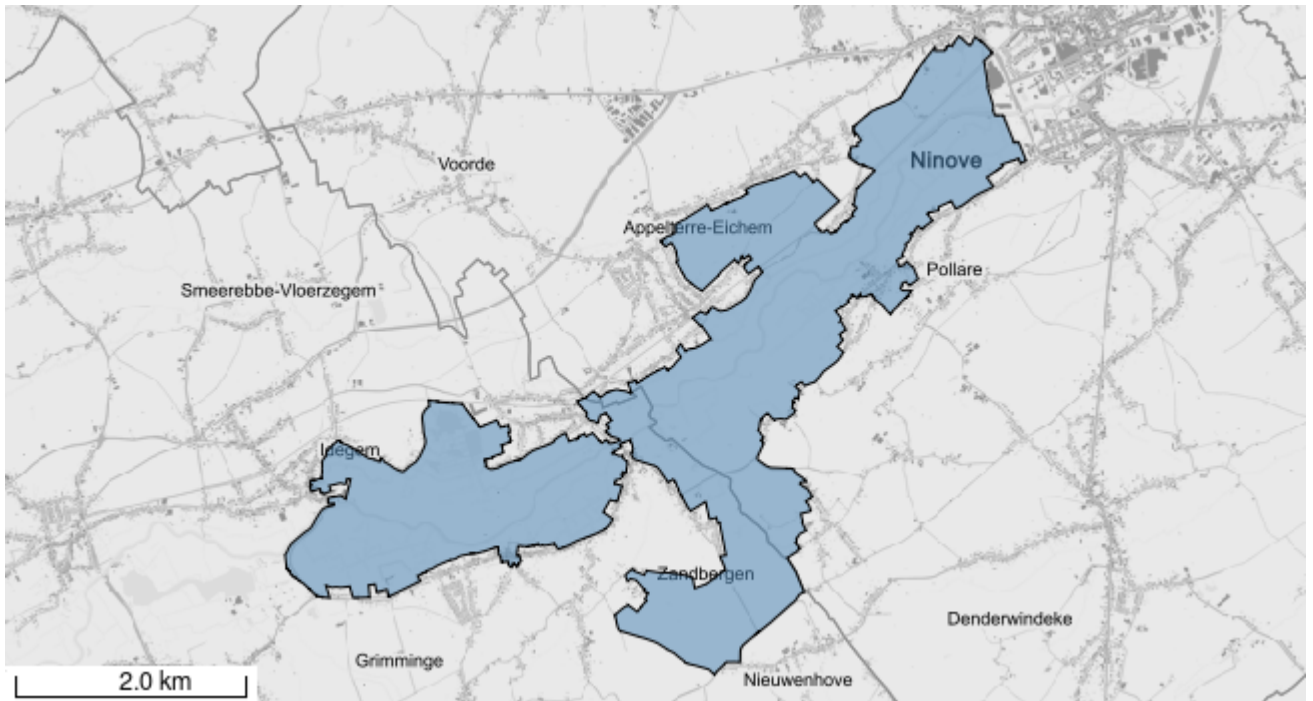 Ninove
Voorde
Appelterre-Eichem
Pollare
Smeerebbe-Vloerzegem
Idegem
Zandbergen
Denderwindeke
Grimminge
Nieuwenhove
2.0 km